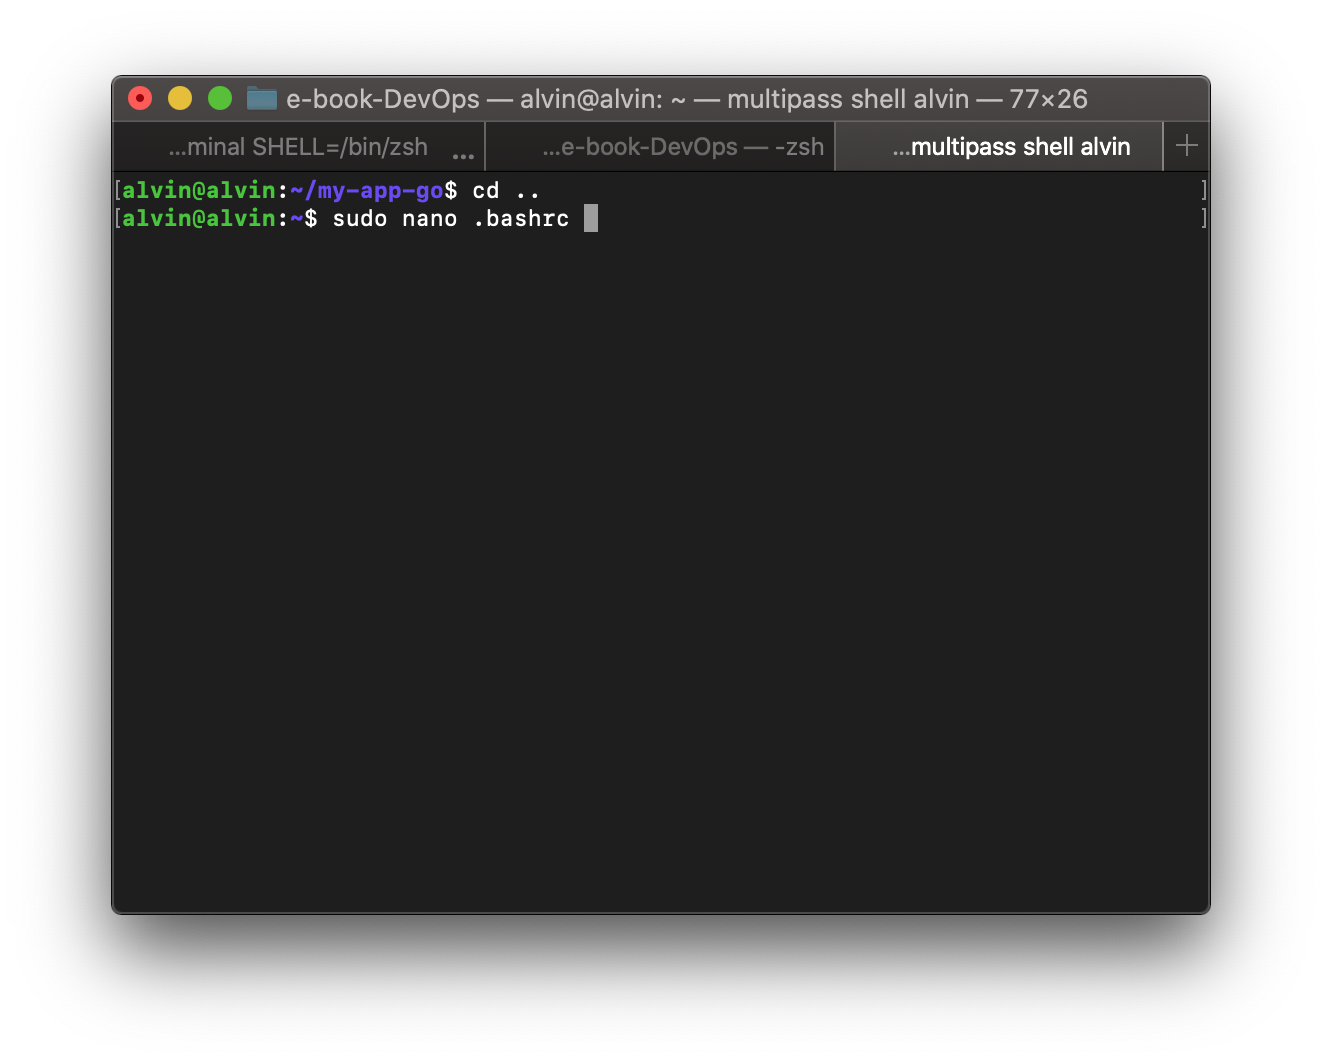 e-book-DevOps — alvin@alvin: ~ — multipass shell alvin — 77×26
...minal SHELL=/bin/zsh ... ...e-book-DevOps — -zsh ...multipass shell alvin +
[alvin@alvin:~/my-app-go$ cd .. ]
[alvin@alvin:~$ sudo nano .bashrc ]